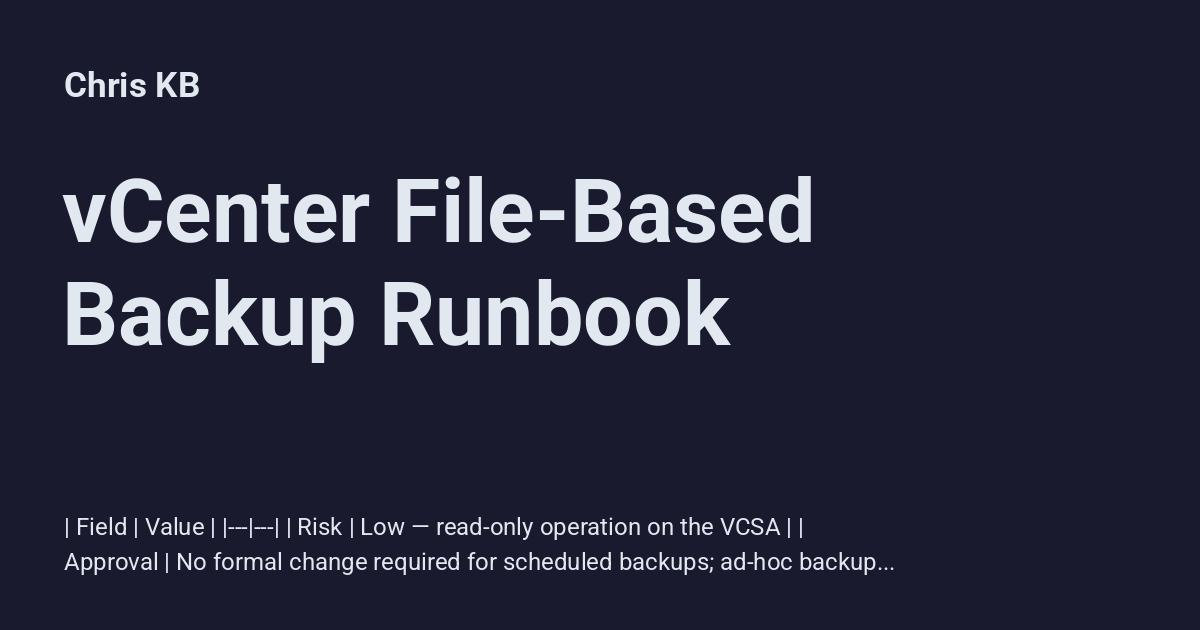 Chris KB
vCenter File-Based
Backup Runbook
| Field | Value | |---|---| | Risk | Low — read-only operation on the VCSA | |
Approval | No formal change required for scheduled backups; ad-hoc backup...